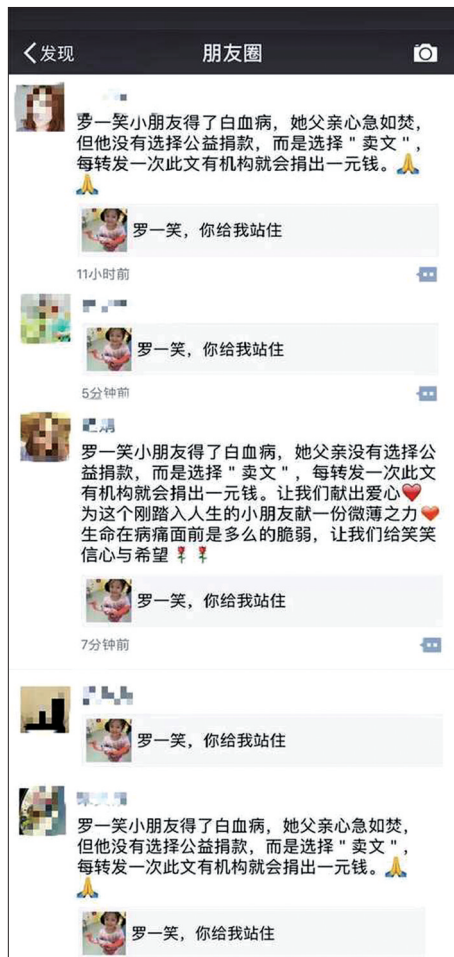 发现
朋友圈
罗一笑小朋友得了白血病，她父亲心急如焚，
但他没有选择公益捐款，而是选择"卖文"，
每转发一次此文有机构就会捐出一元钱。🙏
🙏
罗一笑，你给我站住
11小时前
罗一笑，你给我站住
5分钟前
罗一笑小朋友得了白血病，她父亲没有选择公
益捐款，而是选择"卖文"，每转发一次此文
有机构就会捐出一元钱。让我们献出爱心❤️
为这个刚踏入人生的小朋友献一份微薄之力❤️
生命在病痛面前是多么的脆弱，让我们给笑笑
信心与希望🌹🌹
罗一笑，你给我站住
7分钟前
罗一笑，你给我站住
罗一笑小朋友得了白血病，她父亲心急如焚，
但他没有选择公益捐款，而是选择"卖文"，
每转发一次此文有机构就会捐出一元钱。🙏
🙏
罗一笑，你给我站住